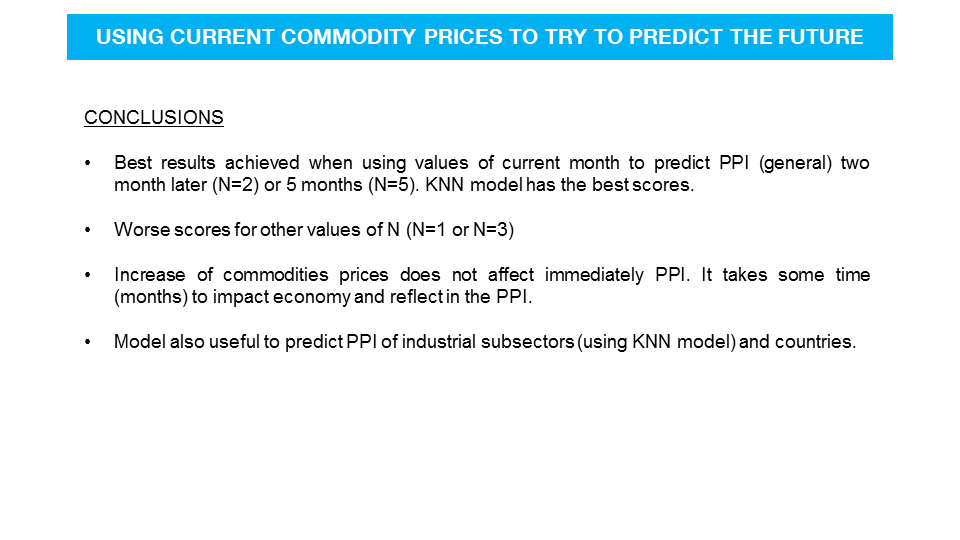 USING CURRENT COMMODITY PRICES TO TRY TO PREDICT THE FUTURE
CONCLUSIONS
• Best results achieved when using values of current month to predict PPI (general) two
month later (N=2) or 5 months (N=5). KNN model has the best scores.
• Worse scores for other values of N (N=1 or N=3)
• Increase of commodities prices does not affect immediately PPI. It takes some time
(months) to impact economy and reflect in the PPI.
• Model also useful to predict PPI of industrial subsectors (using KNN model) and countries.